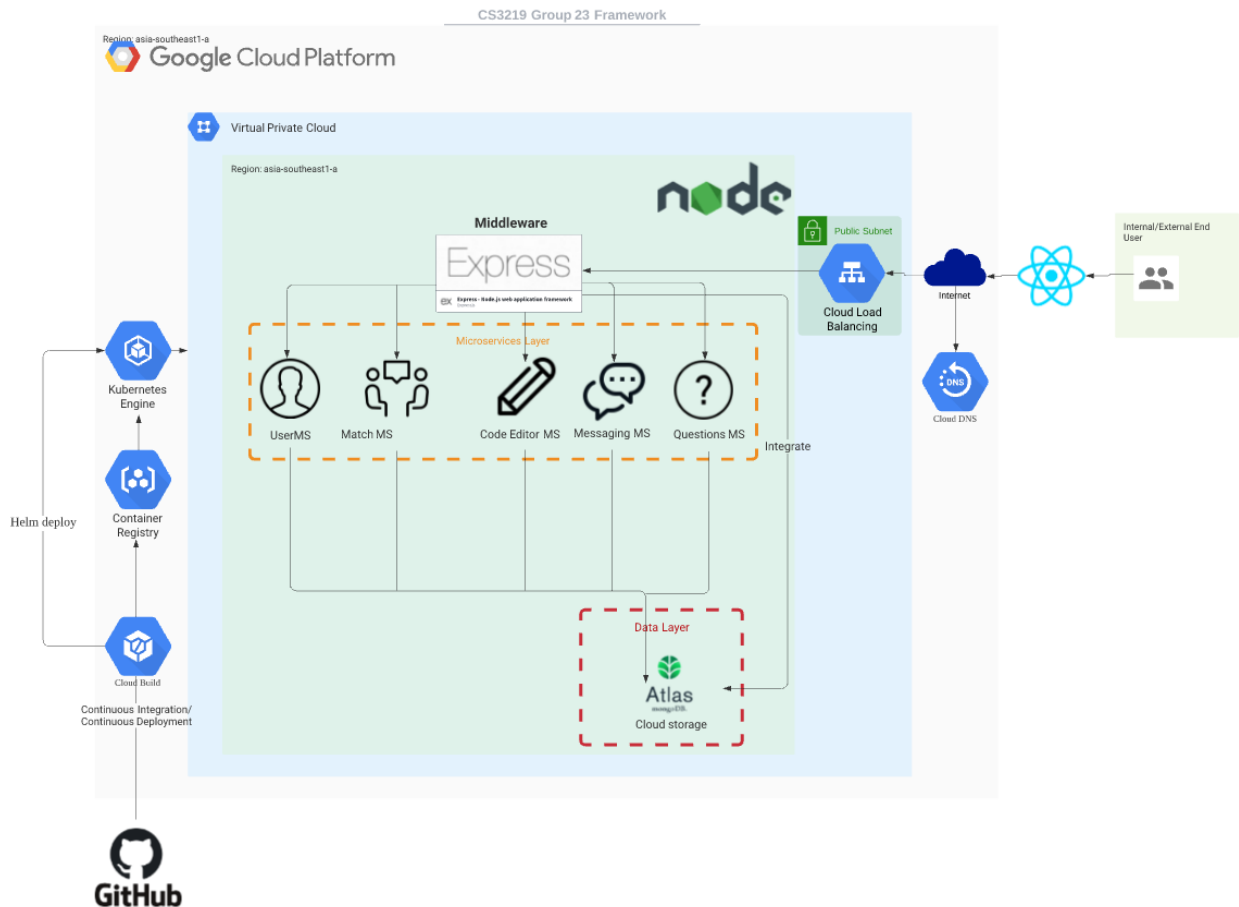 CS3219 Group 23 Framework
Region: asia-southeast1-a
Google Cloud Platform
Virtual Private Cloud
Region: asia-southeast1-a
node
Middleware
Express
ex Express - Node.js web application framework
Public Subnet
Cloud Load
Balancing
Internet
Internal/External End
User
DNS
Cloud DNS
Microservices Layer
UserMS
Match MS
Code Editor MS
Messaging MS
?
Questions MS
Integrate
Kubernetes
Engine
Container
Registry
Helm deploy
Cloud Build
Continuous Integration/
Continuous Deployment
Data Layer
Atlas
mongoDB.
Cloud storage
GitHub